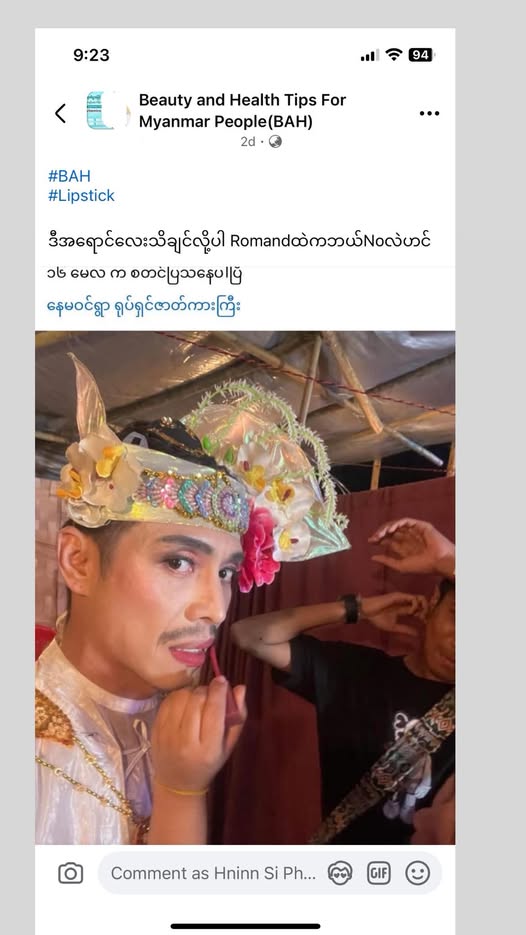 9:23
94
Beauty and Health Tips For
Myanmar People(BAH)
2d ·
#BAH
#Lipstick
ဒီအရောင်လေးသိချင်လို့ပါ Romandထဲကဘယ်Noလဲဟင်
၁၆ မေလ က စတင်ပြသနေပါပြီ
နေမဝင်ရွာ ရုပ်ရှင်ဇာတ်ကားကြီး
Comment as Hninn Si Ph...
GIF